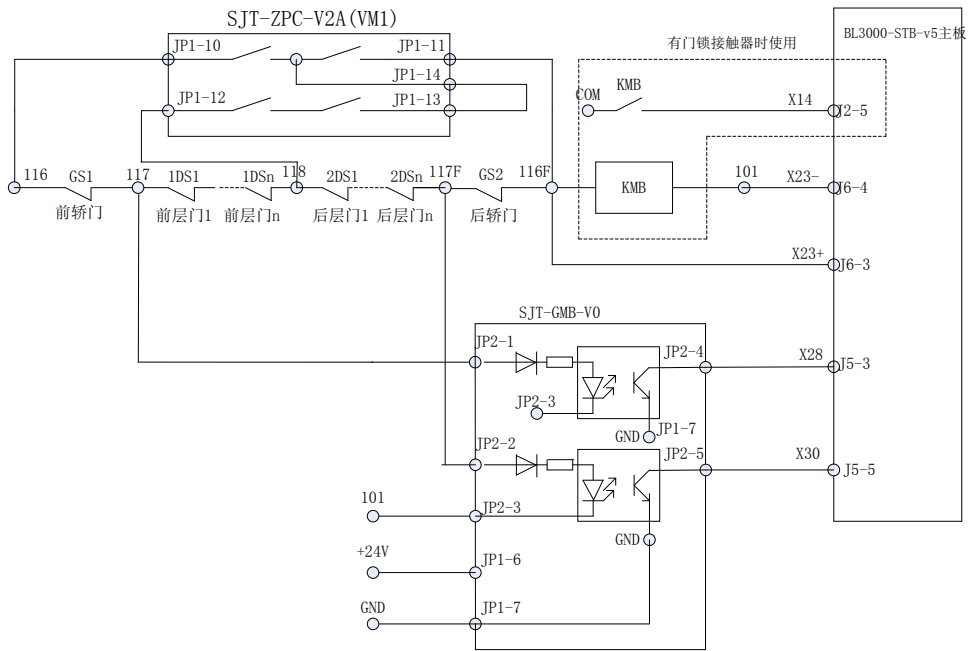 SJT-ZPC-V2A(VM1)
BL3000-STB-v5主板
有门锁接触器时使用
JP1-10
JP1-11
JP1-14
JP1-12
JP1-13
COM
KMB
X14
J2-5
116
GS1
117
1DS1
1DSn
118
2DS1
2DSn
117F
GS2
116F
KMB
101
X23-
J6-4
前轿门
前层门1
前层门n
后层门1
后层门n
后轿门
X23+
J6-3
SJT-GMB-V0
JP2-1
JP2-4
X28
J5-3
JP2-3
GND
JP1-7
JP2-2
JP2-5
X30
J5-5
101
JP2-3
GND
+24V
JP1-6
GND
JP1-7